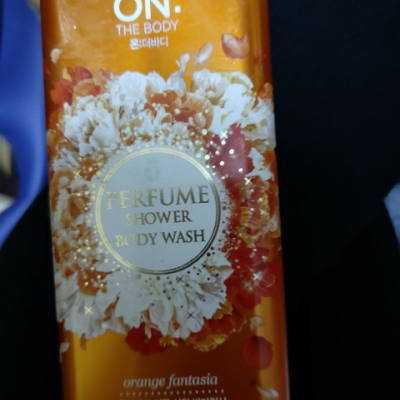 ON:
THE BODY
온:더바디
PERFUME
SHOWER
BODY WASH
orange fantasia